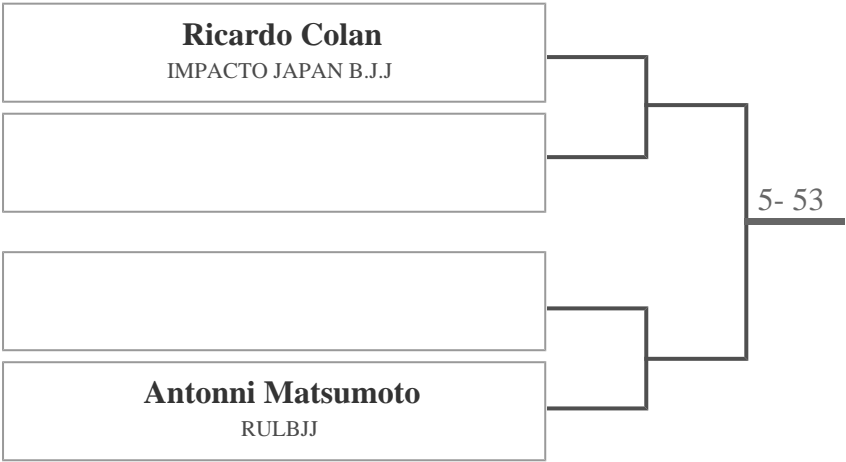 Ricardo Colan
IMPACTO JAPAN B.J.J
5- 53
Antonni Matsumoto
RULBJJ